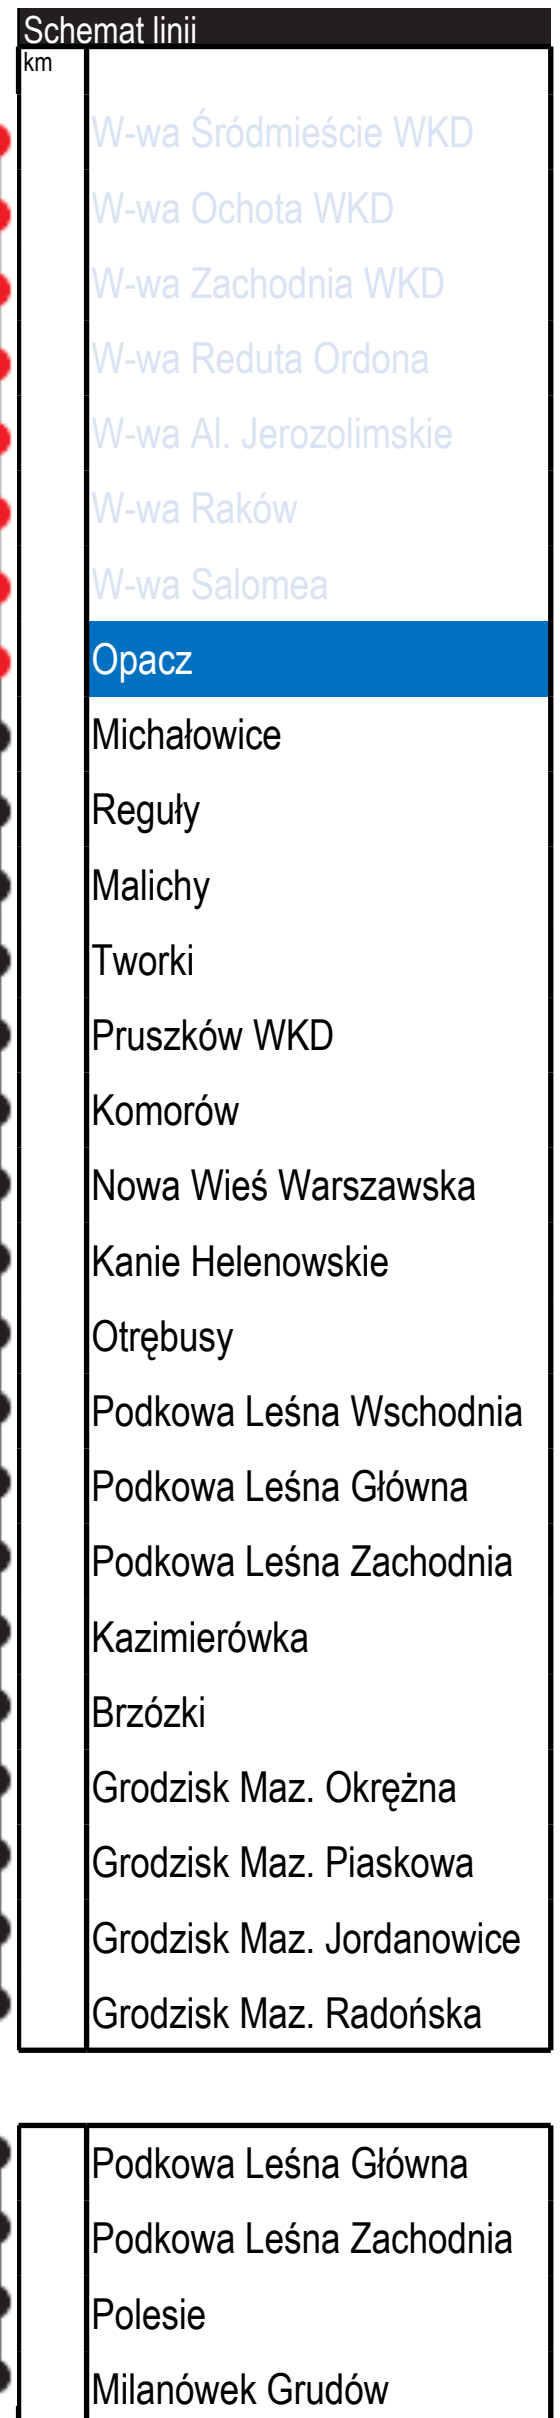 Schemat linii
km
W-wa Śródmieście WKD
W-wa Ochota WKD
W-wa Zachodnia WKD
W-wa Reduta Ordona
W-wa Al. Jerozolimskie
W-wa Raków
W-wa Salomea
Opacz
Michałowice
Reguły
Malichy
Tworki
Pruszków WKD
Komorów
Nowa Wieś Warszawska
Kanie Helenowskie
Otrębusy
Podkowa Leśna Wschodnia
Podkowa Leśna Główna
Podkowa Leśna Zachodnia
Kazimierówka
Brzózki
Grodzisk Maz. Okrężna
Grodzisk Maz. Piaskowa
Grodzisk Maz. Jordanowice
Grodzisk Maz. Radońska
Podkowa Leśna Główna
Podkowa Leśna Zachodnia
Polesie
Milanówek Grudów